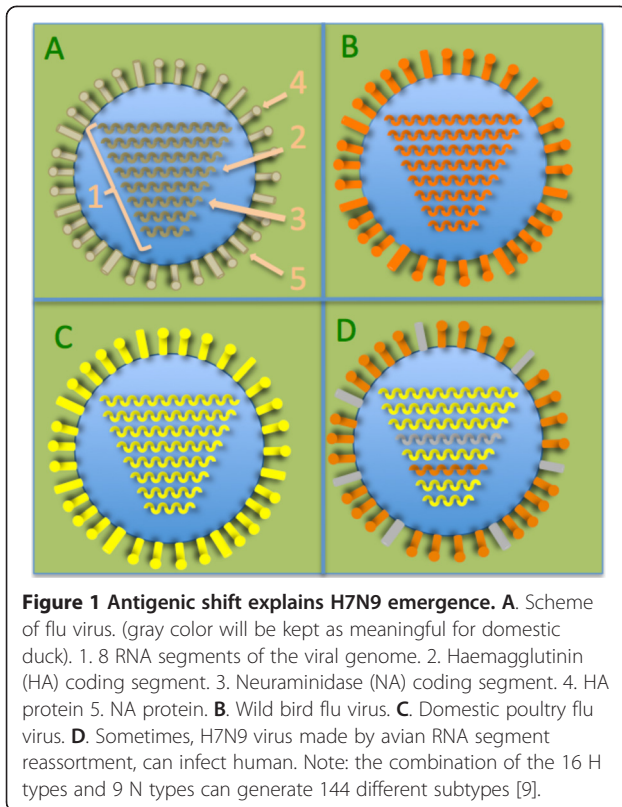 A
B
4
2
1
3
5
C
D
Figure 1 Antigenic shift explains H7N9 emergence. A. Scheme
of flu virus. (gray color will be kept as meaningful for domestic
duck). 1. 8 RNA segments of the viral genome. 2. Haemagglutinin
(HA) coding segment. 3. Neuraminidase (NA) coding segment. 4. HA
protein 5. NA protein. B. Wild bird flu virus. C. Domestic poultry flu
virus. D. Sometimes, H7N9 virus made by avian RNA segment
reassortment, can infect human. Note: the combination of the 16 H
types and 9 N types can generate 144 different subtypes [9].